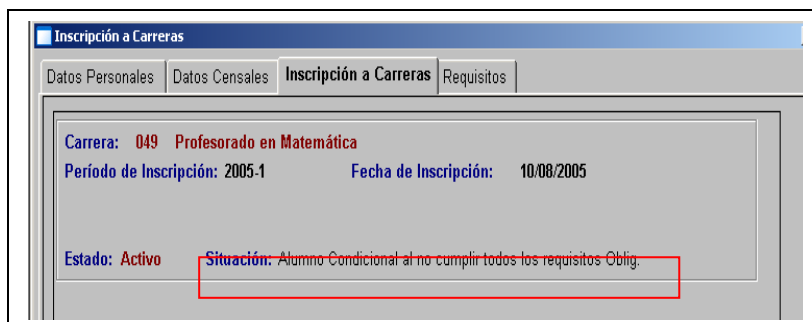 Inscripción a Carreras
Datos Personales Datos Censales Inscripción a Carreras Requisitos
Carrera: 049 Profesorado en Matemática
Período de Inscripción: 2005-1 Fecha de Inscripción: 10/08/2005
Estado: Activo Situación: Alumno Condicional al no cumplir todos los requisitos Oblig.